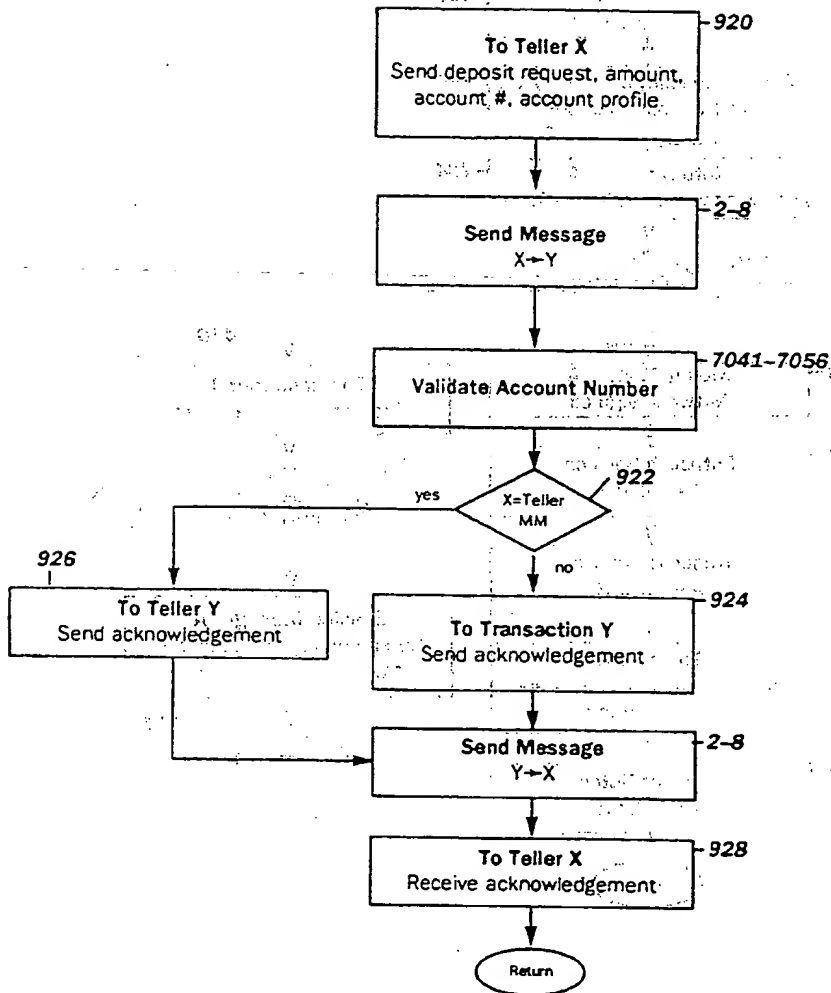 920
To Teller X
Send deposit request, amount,
account #, account profile
2-8
Send Message
X→Y
7041-7056
Validate Account Number
922
X=Teller
MM
yes
no
926
To Teller Y
Send acknowledgement
924
To Transaction Y
Send acknowledgement
2-8
Send Message
Y→X
928
To Teller X
Receive acknowledgement
Return